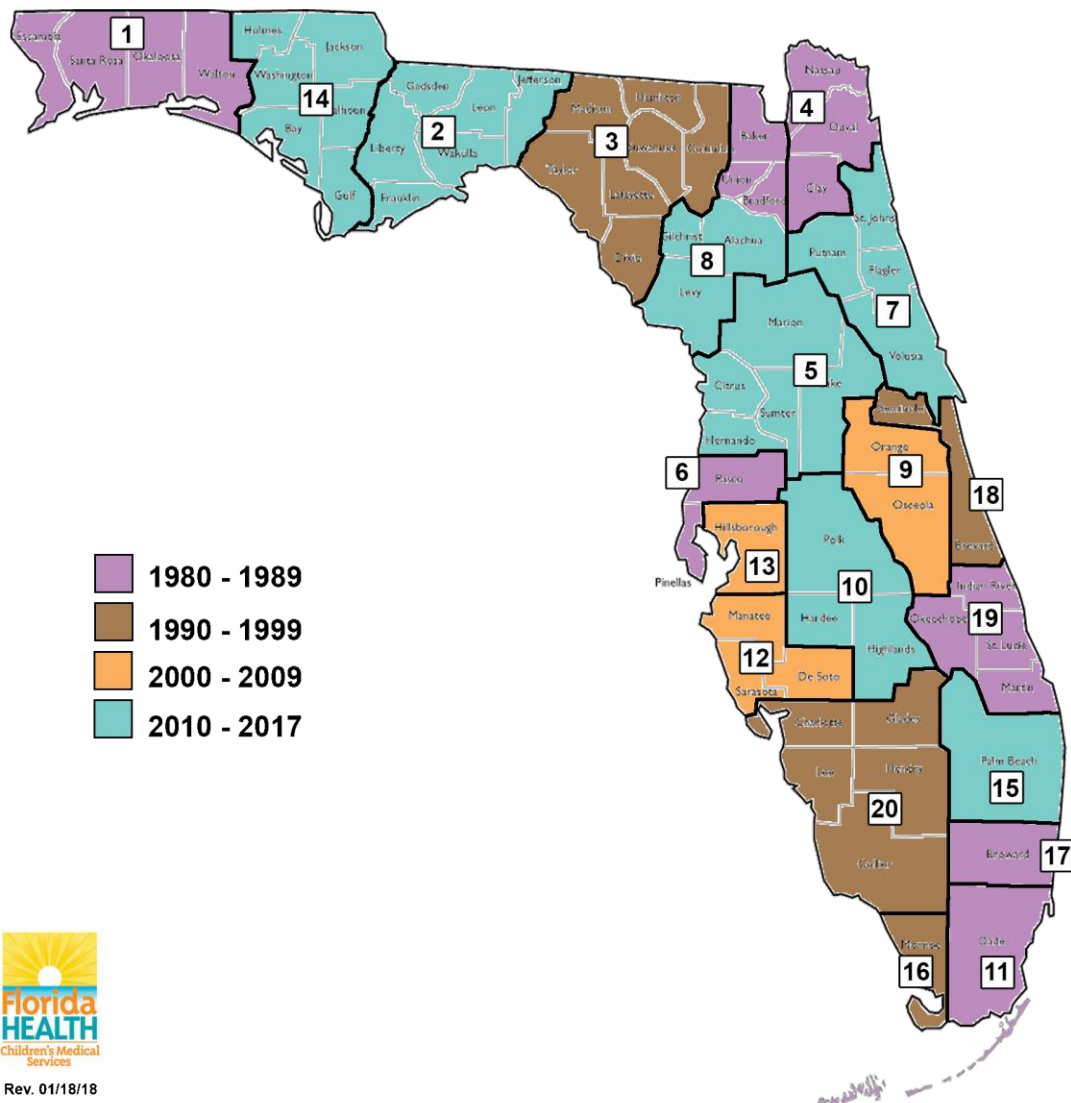 1
Escambia
Santa Rosa
Okaloosa
Walton
Holmes
Jackson
Washington
14
alhoun
Bay
Gulf
Gadsden
Jefferson
Leon
2
Liberty
Wakulla
Franklin
Madison
Hamilton
3
Suwannee
Columbia
Taylor
Lafayette
Dixie
Nassau
4
Duval
Baker
Union
Bradford
Clay
St. Johns
Gilchrist
Alachua
8
Levy
Putnam
Flagler
7
Volusia
Marion
5
Citrus
ake
Sumter
Hernando
Seminole
Orange
9
Osceola
6
Pasco
Pinellas
18
Brevard
Hillsborough
13
Polk
10
Hardee
Highlands
Manatee
12
De Soto
Sarasota
Indian River
Okeechobee
19
St. Lucie
Martin
Charlotte
Glades
Lee
Hendry
20
Collier
Palm Beach
15
Broward
17
Monroe
16
Dade
11
1980 - 1989
1990 - 1999
2000 - 2009
2010 - 2017
Florida
HEALTH
Children's Medical
Services
Rev. 01/18/18